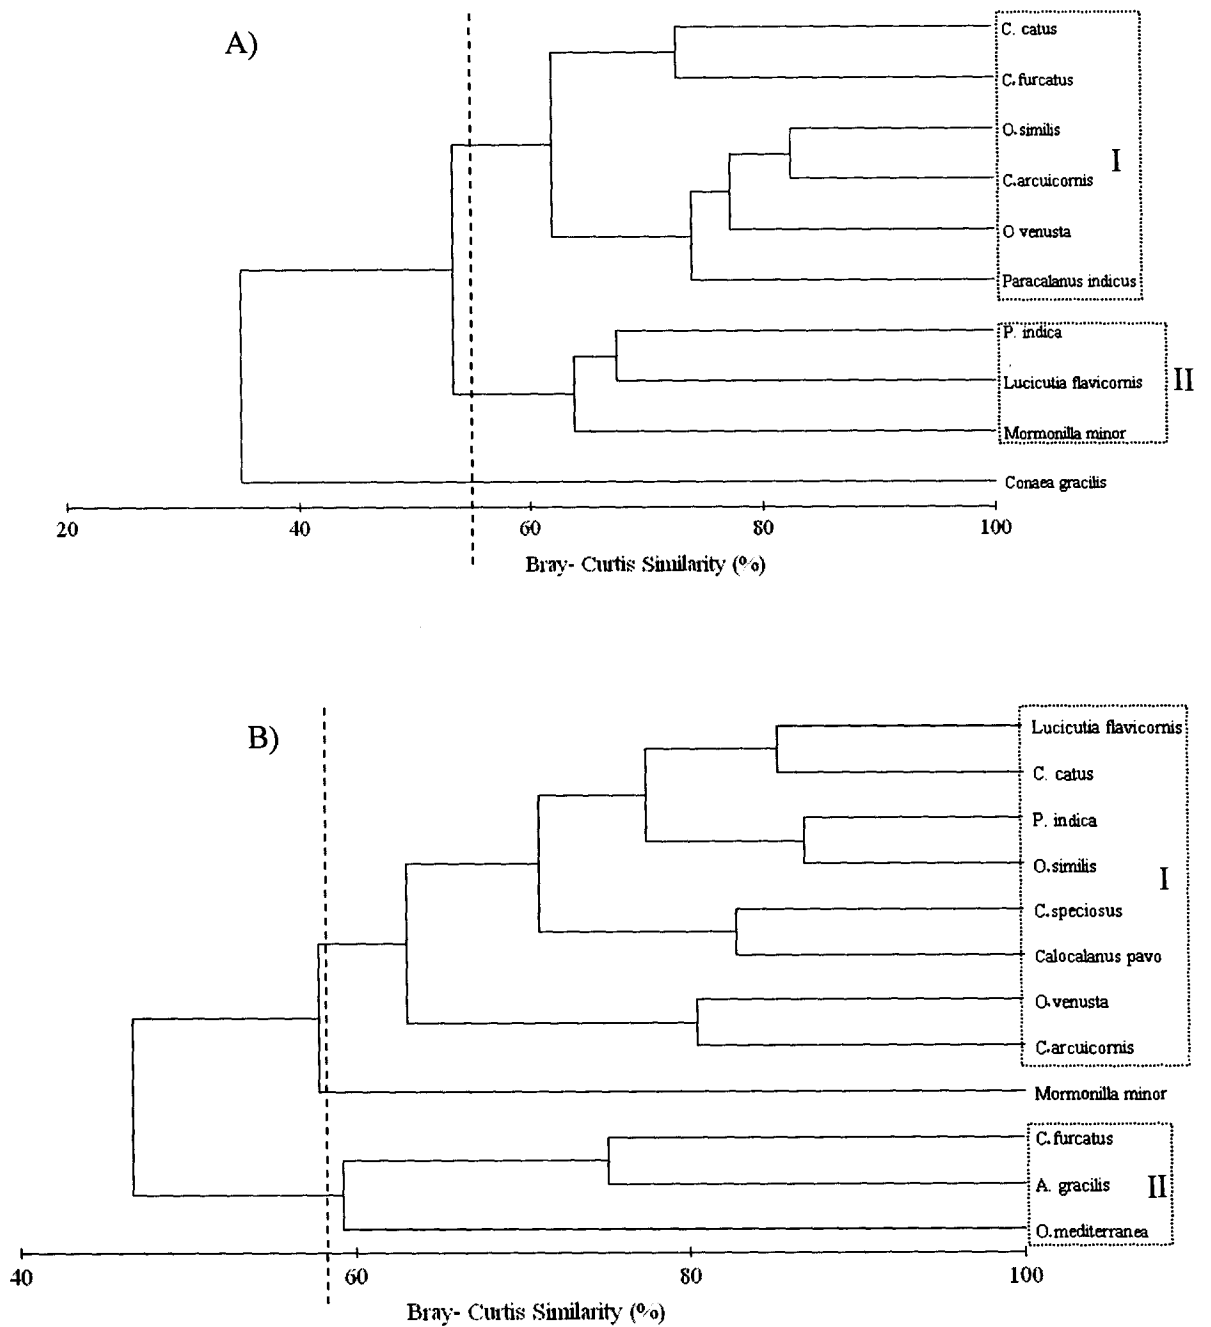 A)
C. catus
C.furcatus
O.similis
C.arcuicornis
I
O venusta
Paracalanus indicus
P. indica
Lucicutia flavicornis
II
Mormonilla minor
Conaea gracilis
20 40 60 80 100
Bray- Curtis Similarity (%)
B)
Lucicutia flavicornis
C. catus
P. indica
O.similis
I
C.speciosus
Calocalanus pavo
O.venusta
C.arcuicornis
Mormonilla minor
C.furcatus
A. gracilis
II
O.mediterranea
40 60 80 100
Bray- Curtis Similarity (%)